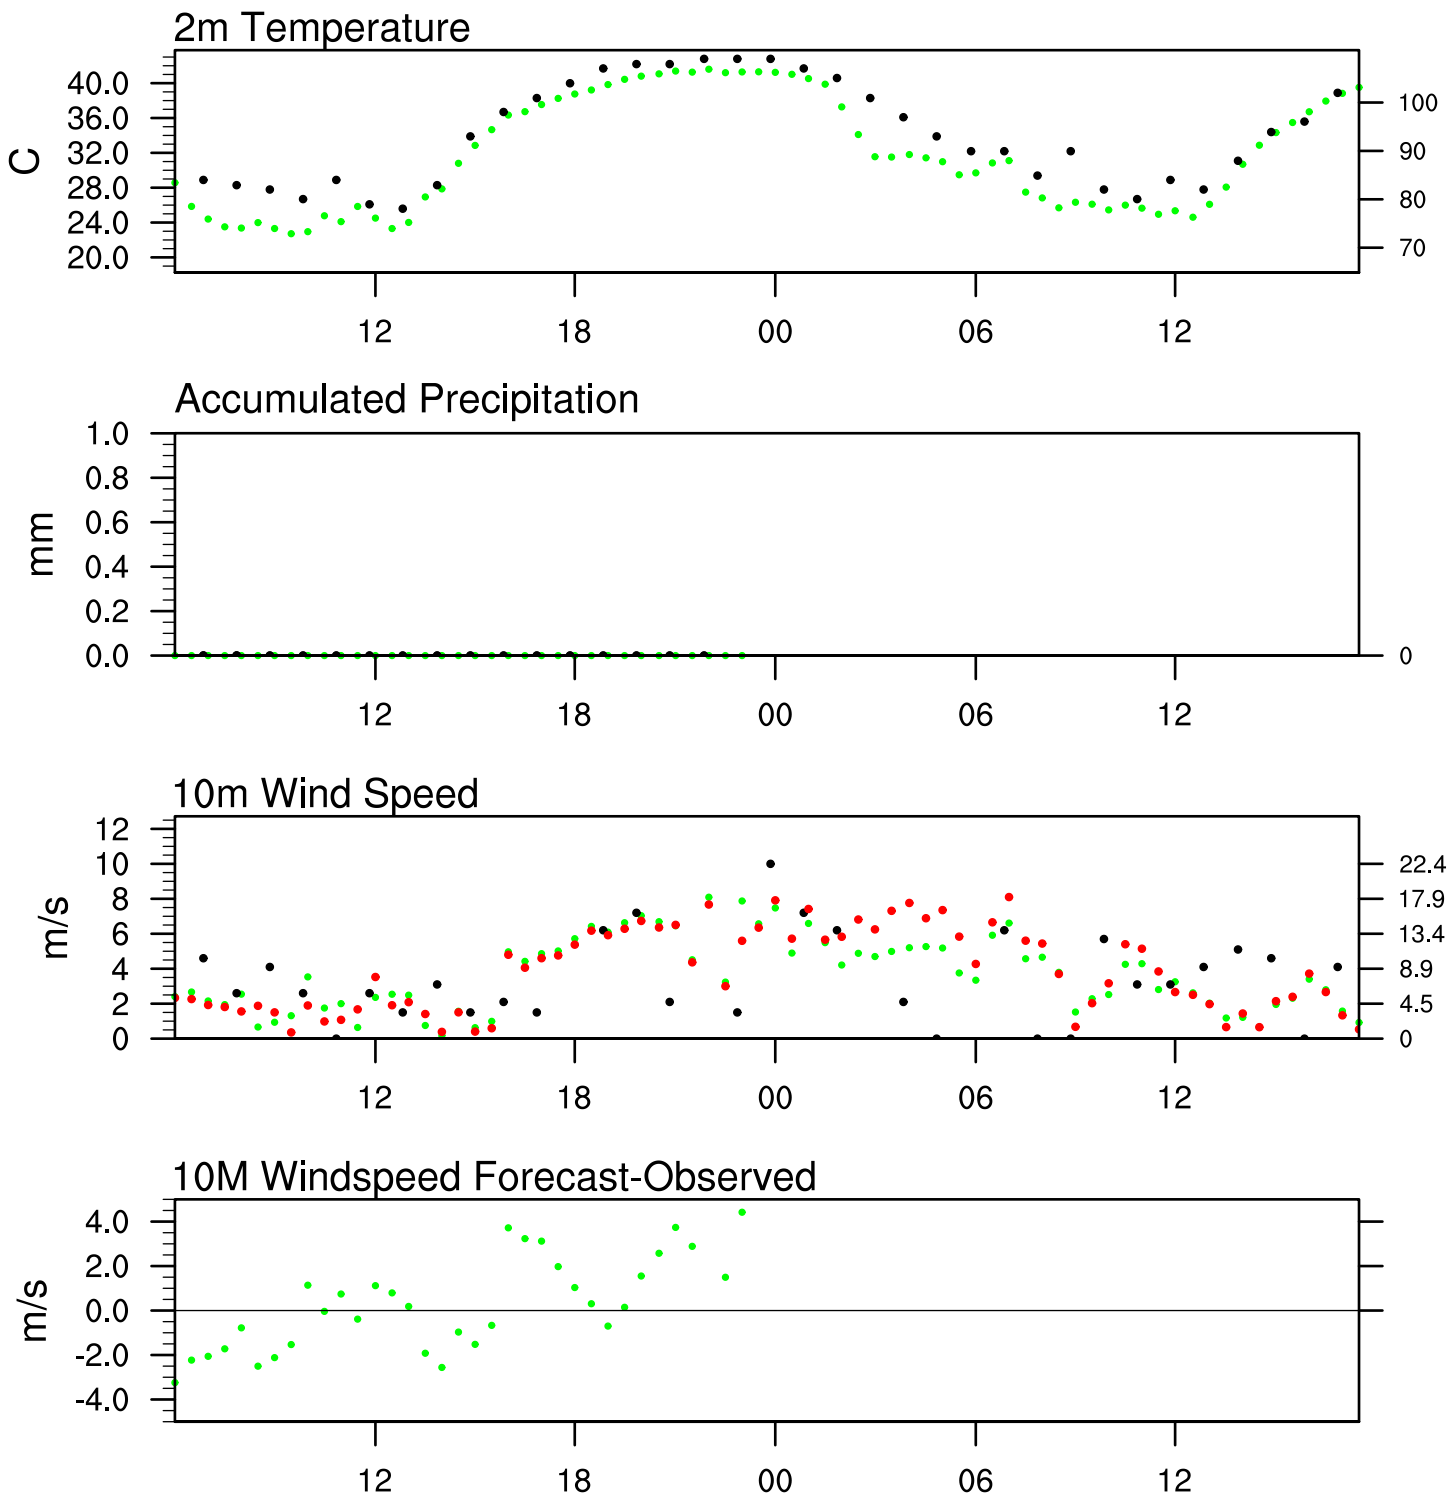 2m Temperature
C
40.0
36.0
32.0
28.0
24.0
20.0
100
90
80
70
12 18 00 06 12
Accumulated Precipitation
mm
1.0
0.8
0.6
0.4
0.2
0.0
0
12 18 00 06 12
10m Wind Speed
m/s
12
10
8
6
4
2
0
22.4
17.9
13.4
8.9
4.5
0
12 18 00 06 12
10M Windspeed Forecast-Observed
m/s
4.0
2.0
0.0
-2.0
-4.0
12 18 00 06 12